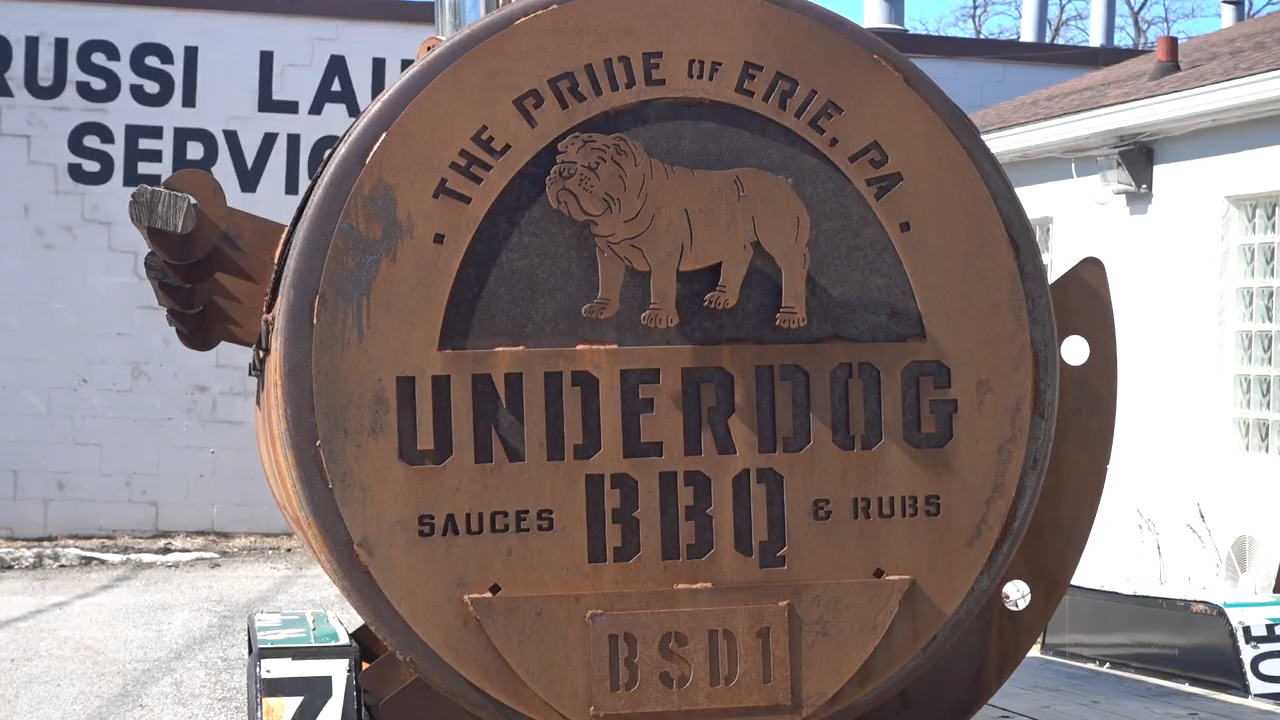 RUSSI LAU
SERVIC
THE PRIDE OF ERIE, PA
UNDERDOG
BBQ
SAUCES & RUBS
BSD1